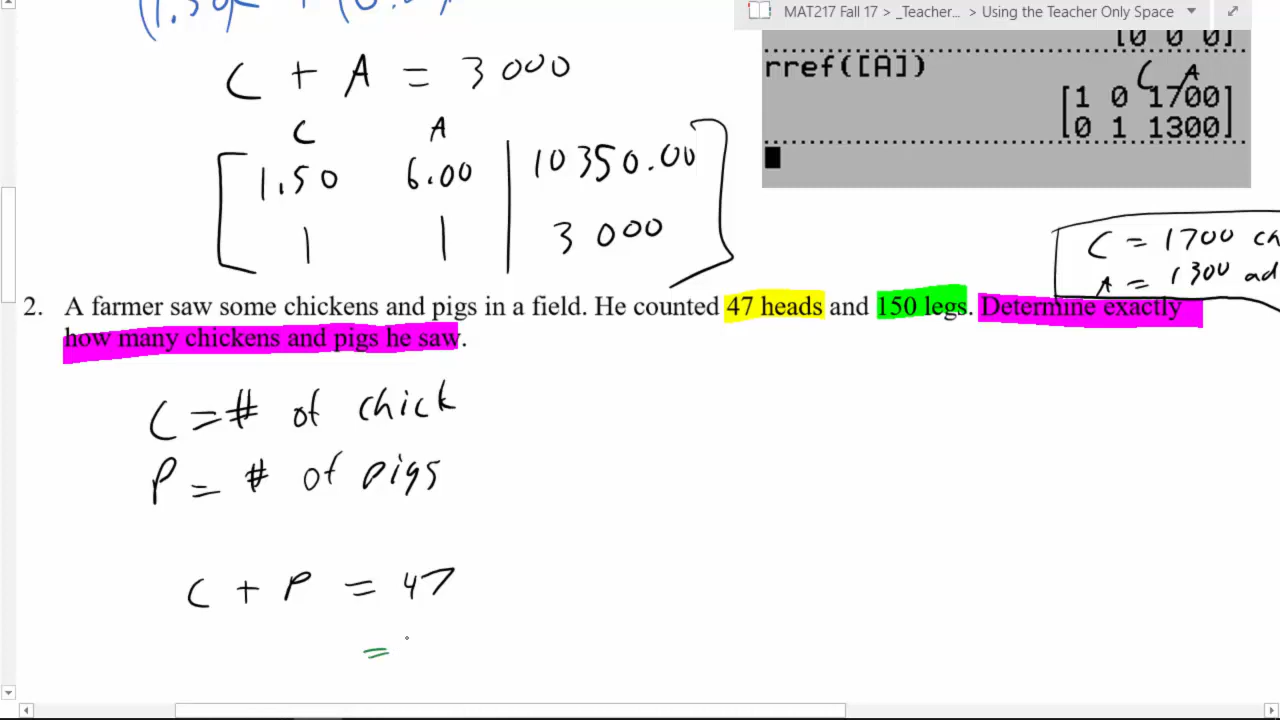 MAT217 Fall 17 > _Teacher... > Using the Teacher Only Space
[0 0 0]
rref([A])
C A
[1 0 1700]
[0 1 1300]
C + A = 3000
C A
1.50 6.00 | 10350.00
1 1 | 3000
C = 1700
A = 1300
2. A farmer saw some chickens and pigs in a field. He counted 47 heads and 150 legs. Determine exactly
how many chickens and pigs he saw.
C = # of chick
P = # of pigs
C + P = 47
=